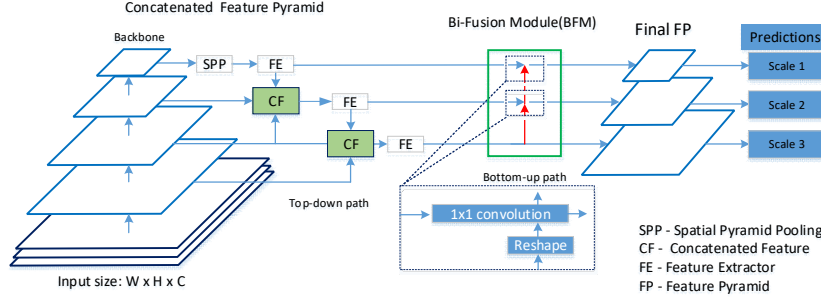 Concatenated Feature Pyramid
Bi-Fusion Module(BFM)
Final FP
Predictions
Backbone
SPP
FE
Scale 1
CF
FE
Scale 2
CF
FE
Scale 3
Top-down path
Bottom-up path
1x1 convolution
Reshape
Input size: W x H x C
SPP - Spatial Pyramid Pooling
CF - Concatenated Feature
FE - Feature Extractor
FP - Feature Pyramid